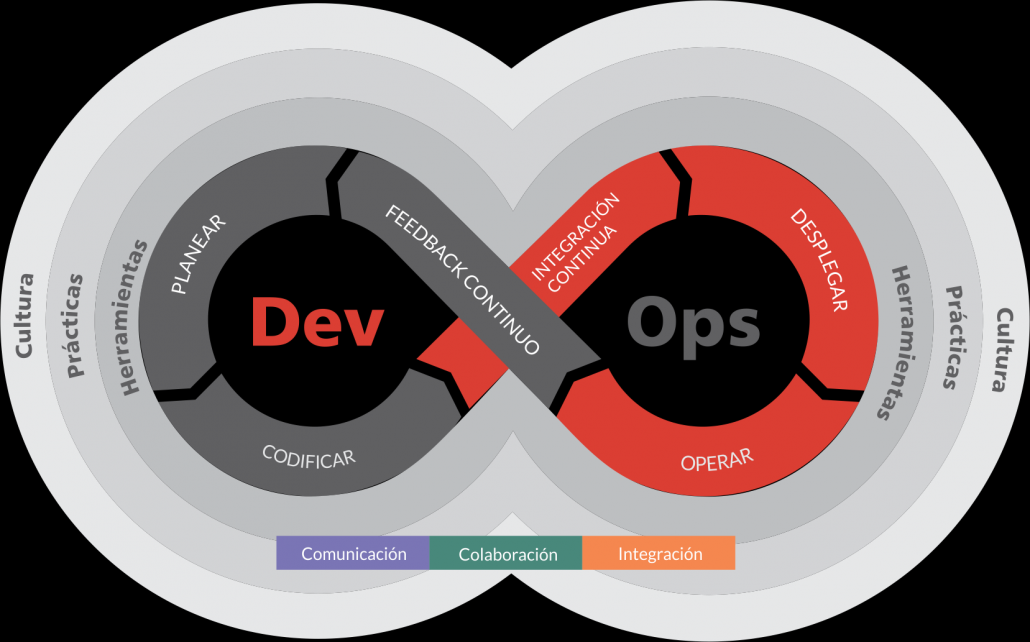 Cultura
Prácticas
Herramientas
PLANEAR
CODIFICAR
Dev
FEEDBACK CONTINUO
INTEGRACIÓN
CONTINUA
Ops
DESPLEGAR
OPERAR
Herramientas
Prácticas
Cultura
Comunicación
Colaboración
Integración